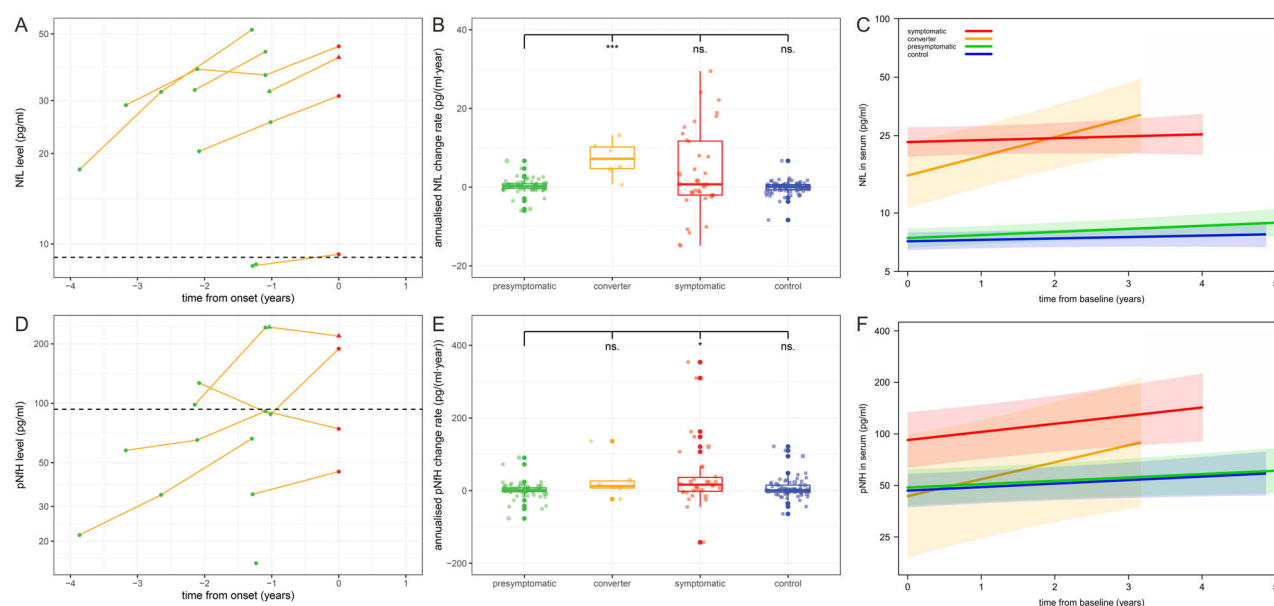 A
NfL level (pg/ml)
50
30
20
10
−4
−3
−2
−1
0
1
time from onset (years)
B
annualised NfL change rate (pg/(ml·year)
40
20
0
−20
***
ns.
ns.
presymptomatic
converter
symptomatic
control
C
NfL in serum (pg/ml)
100
50
25
10
5
symptomatic
converter
presymptomatic
control
0
1
2
3
4
time from baseline (years)
D
pNfH level (pg/ml)
200
100
50
30
20
−4
−3
−2
−1
0
1
time from onset (years)
E
annualised pNfH change rate (pg/(ml·year))
400
200
0
−200
ns.
*
ns.
presymptomatic
converter
symptomatic
control
F
pNfH in serum (pg/ml)
400
200
100
50
25
0
1
2
3
4
time from baseline (years)